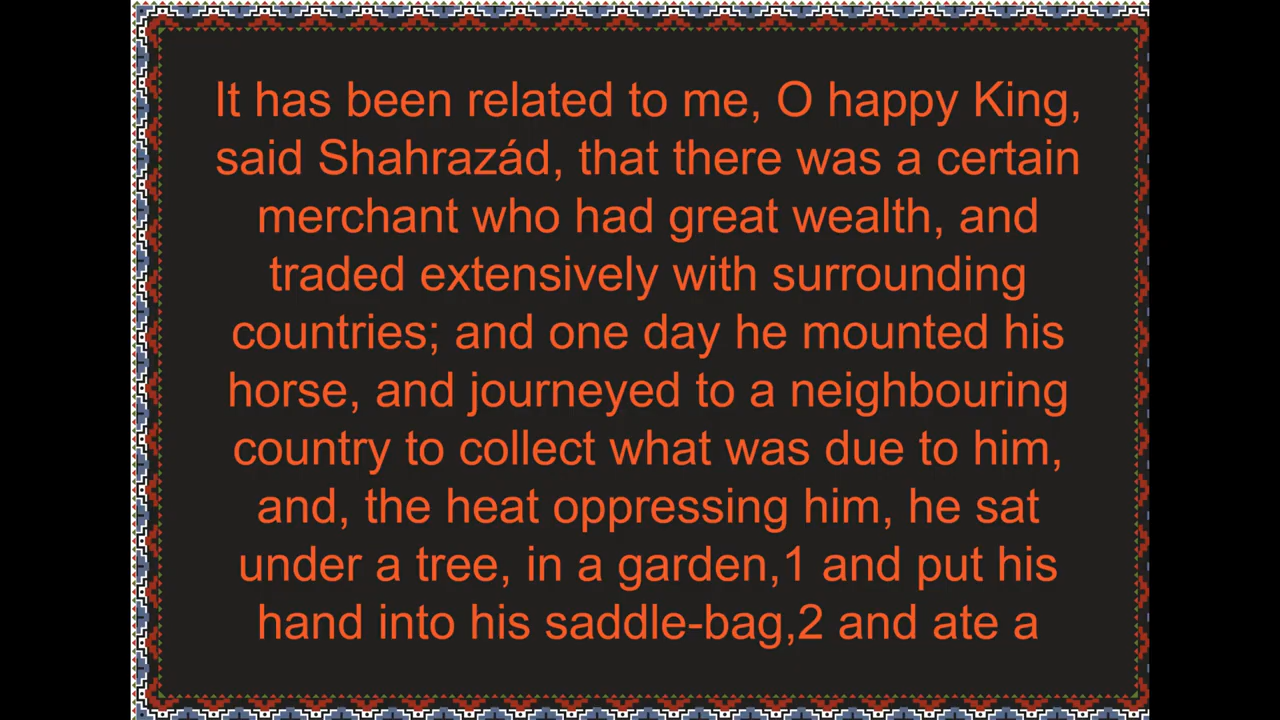 It has been related to me, O happy King,
said Shahrazád, that there was a certain
merchant who had great wealth, and
traded extensively with surrounding
countries; and one day he mounted his
horse, and journeyed to a neighbouring
country to collect what was due to him,
and, the heat oppressing him, he sat
under a tree, in a garden,1 and put his
hand into his saddle-bag,2 and ate a